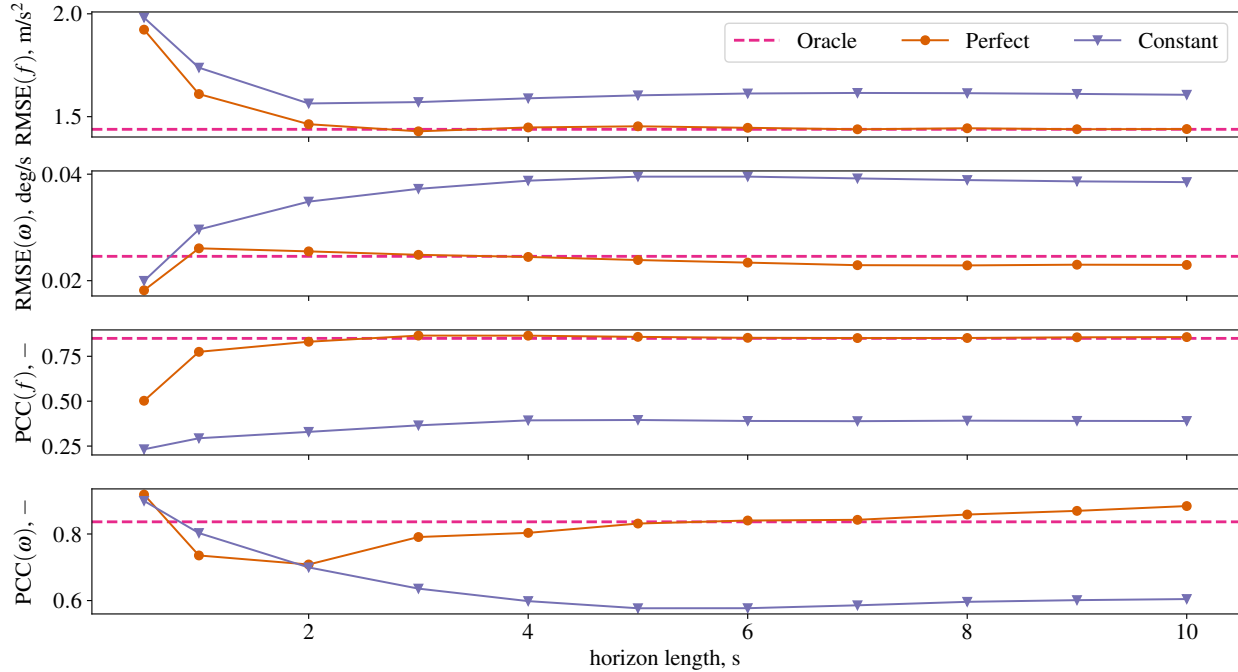 2.0
1.5
RMSE(f), m/s²
Oracle
Perfect
Constant
0.04
0.02
RMSE(ω), deg/s
0.75
0.50
0.25
PCC(f), −
0.8
0.6
PCC(ω), −
2 4 6 8 10
horizon length, s